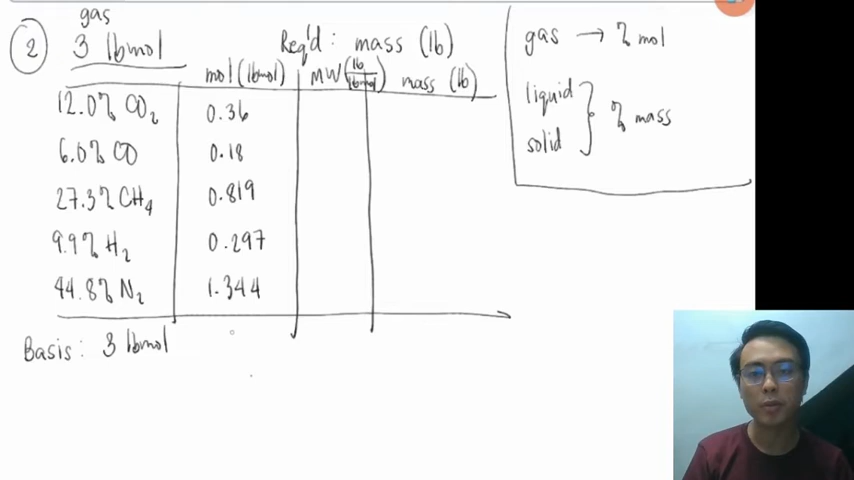 gas
② 3 lbmol
Req'd: mass (lb)
mol (lbmol) MW (lb/lbmol) mass (lb)
12.0% CO₂ 0.36
6.0% CO 0.18
27.3% CH₄ 0.819
9.9% H₂ 0.297
44.8% N₂ 1.344
Basis: 3 lbmol
gas → % mol
liquid
solid } % mass